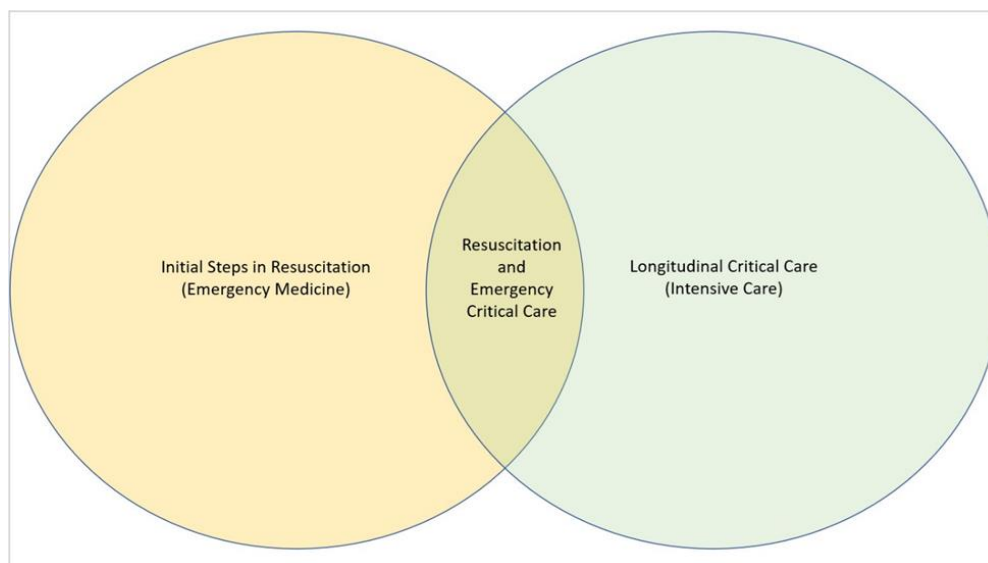 Initial Steps in Resuscitation
(Emergency Medicine)
Resuscitation
and
Emergency
Critical Care
Longitudinal Critical Care
(Intensive Care)